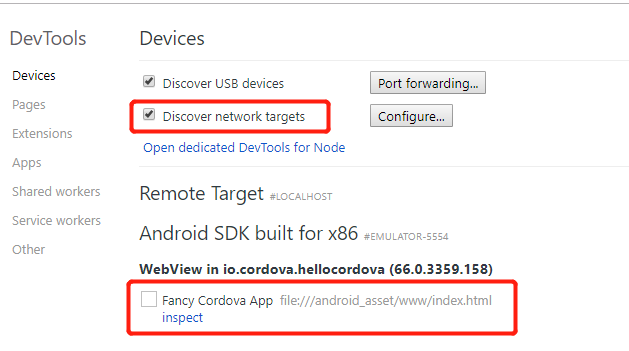 DevTools
Devices
Pages
Extensions
Apps
Shared workers
Service workers
Other
Devices
Discover USB devices
Port forwarding...
Discover network targets
Configure...
Open dedicated DevTools for Node
Remote Target #LOCALHOST
Android SDK built for x86 #EMULATOR-5554
WebView in io.cordova.hellocordova (66.0.3359.158)
Fancy Cordova App file:///android_asset/www/index.html
inspect